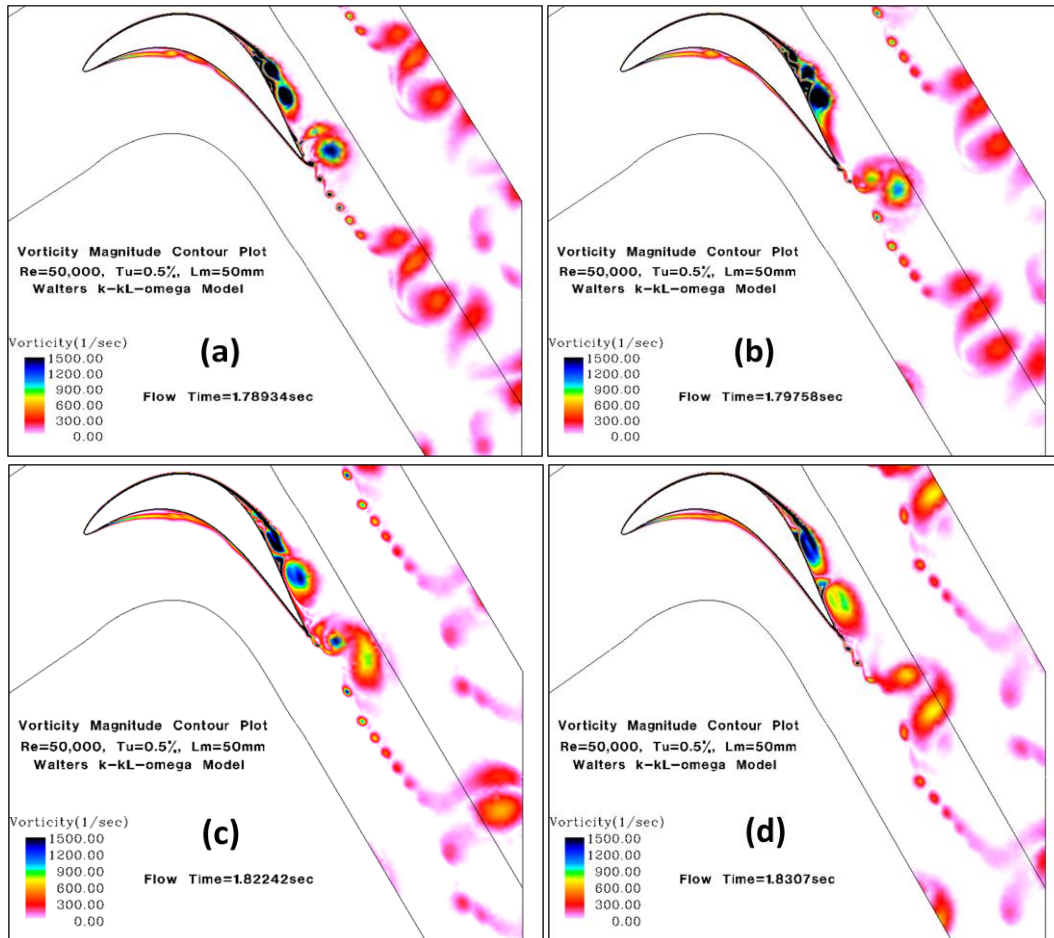 Vorticity Magnitude Contour Plot
Re=50,000, Tu=0.5%, Lm=50mm
Walters k-kL-omega Model
Vorticity(1/sec)
1500.00
1200.00
900.00
600.00
300.00
0.00
(a)
Flow Time=1.78934sec
Vorticity Magnitude Contour Plot
Re=50,000, Tu=0.5%, Lm=50mm
Walters k-kL-omega Model
Vorticity(1/sec)
1500.00
1200.00
900.00
600.00
300.00
0.00
(b)
Flow Time=1.79758sec
Vorticity Magnitude Contour Plot
Re=50,000, Tu=0.5%, Lm=50mm
Walters k-kL-omega Model
Vorticity(1/sec)
1500.00
1200.00
900.00
600.00
300.00
0.00
(c)
Flow Time=1.82242sec
Vorticity Magnitude Contour Plot
Re=50,000, Tu=0.5%, Lm=50mm
Walters k-kL-omega Model
Vorticity(1/sec)
1500.00
1200.00
900.00
600.00
300.00
0.00
(d)
Flow Time=1.8307sec